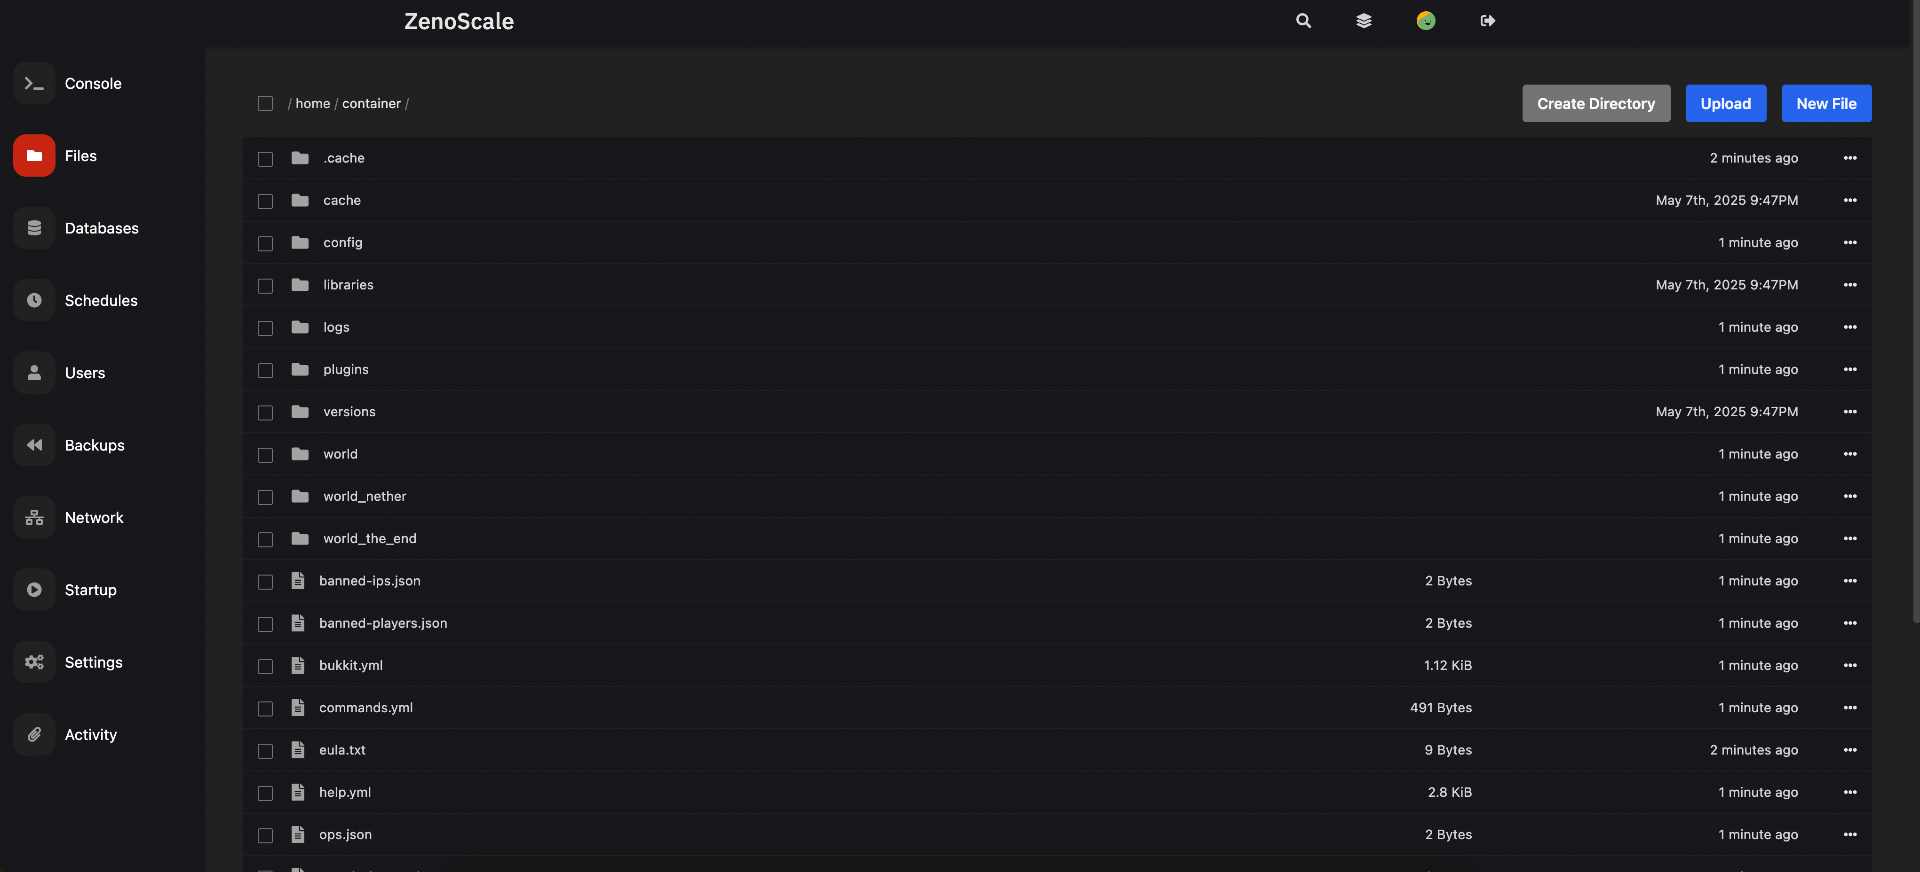 ZenoScale
Console
Files
Databases
Schedules
Users
Backups
Network
Startup
Settings
Activity
/ home / container /
Create Directory
Upload
New File
.cache 2 minutes ago
cache May 7th, 2025 9:47PM
config 1 minute ago
libraries May 7th, 2025 9:47PM
logs 1 minute ago
plugins 1 minute ago
versions May 7th, 2025 9:47PM
world 1 minute ago
world_nether 1 minute ago
world_the_end 1 minute ago
banned-ips.json 2 Bytes 1 minute ago
banned-players.json 2 Bytes 1 minute ago
bukkit.yml 1.12 KiB 1 minute ago
commands.yml 491 Bytes 1 minute ago
eula.txt 9 Bytes 2 minutes ago
help.yml 2.8 KiB 1 minute ago
ops.json 2 Bytes 1 minute ago